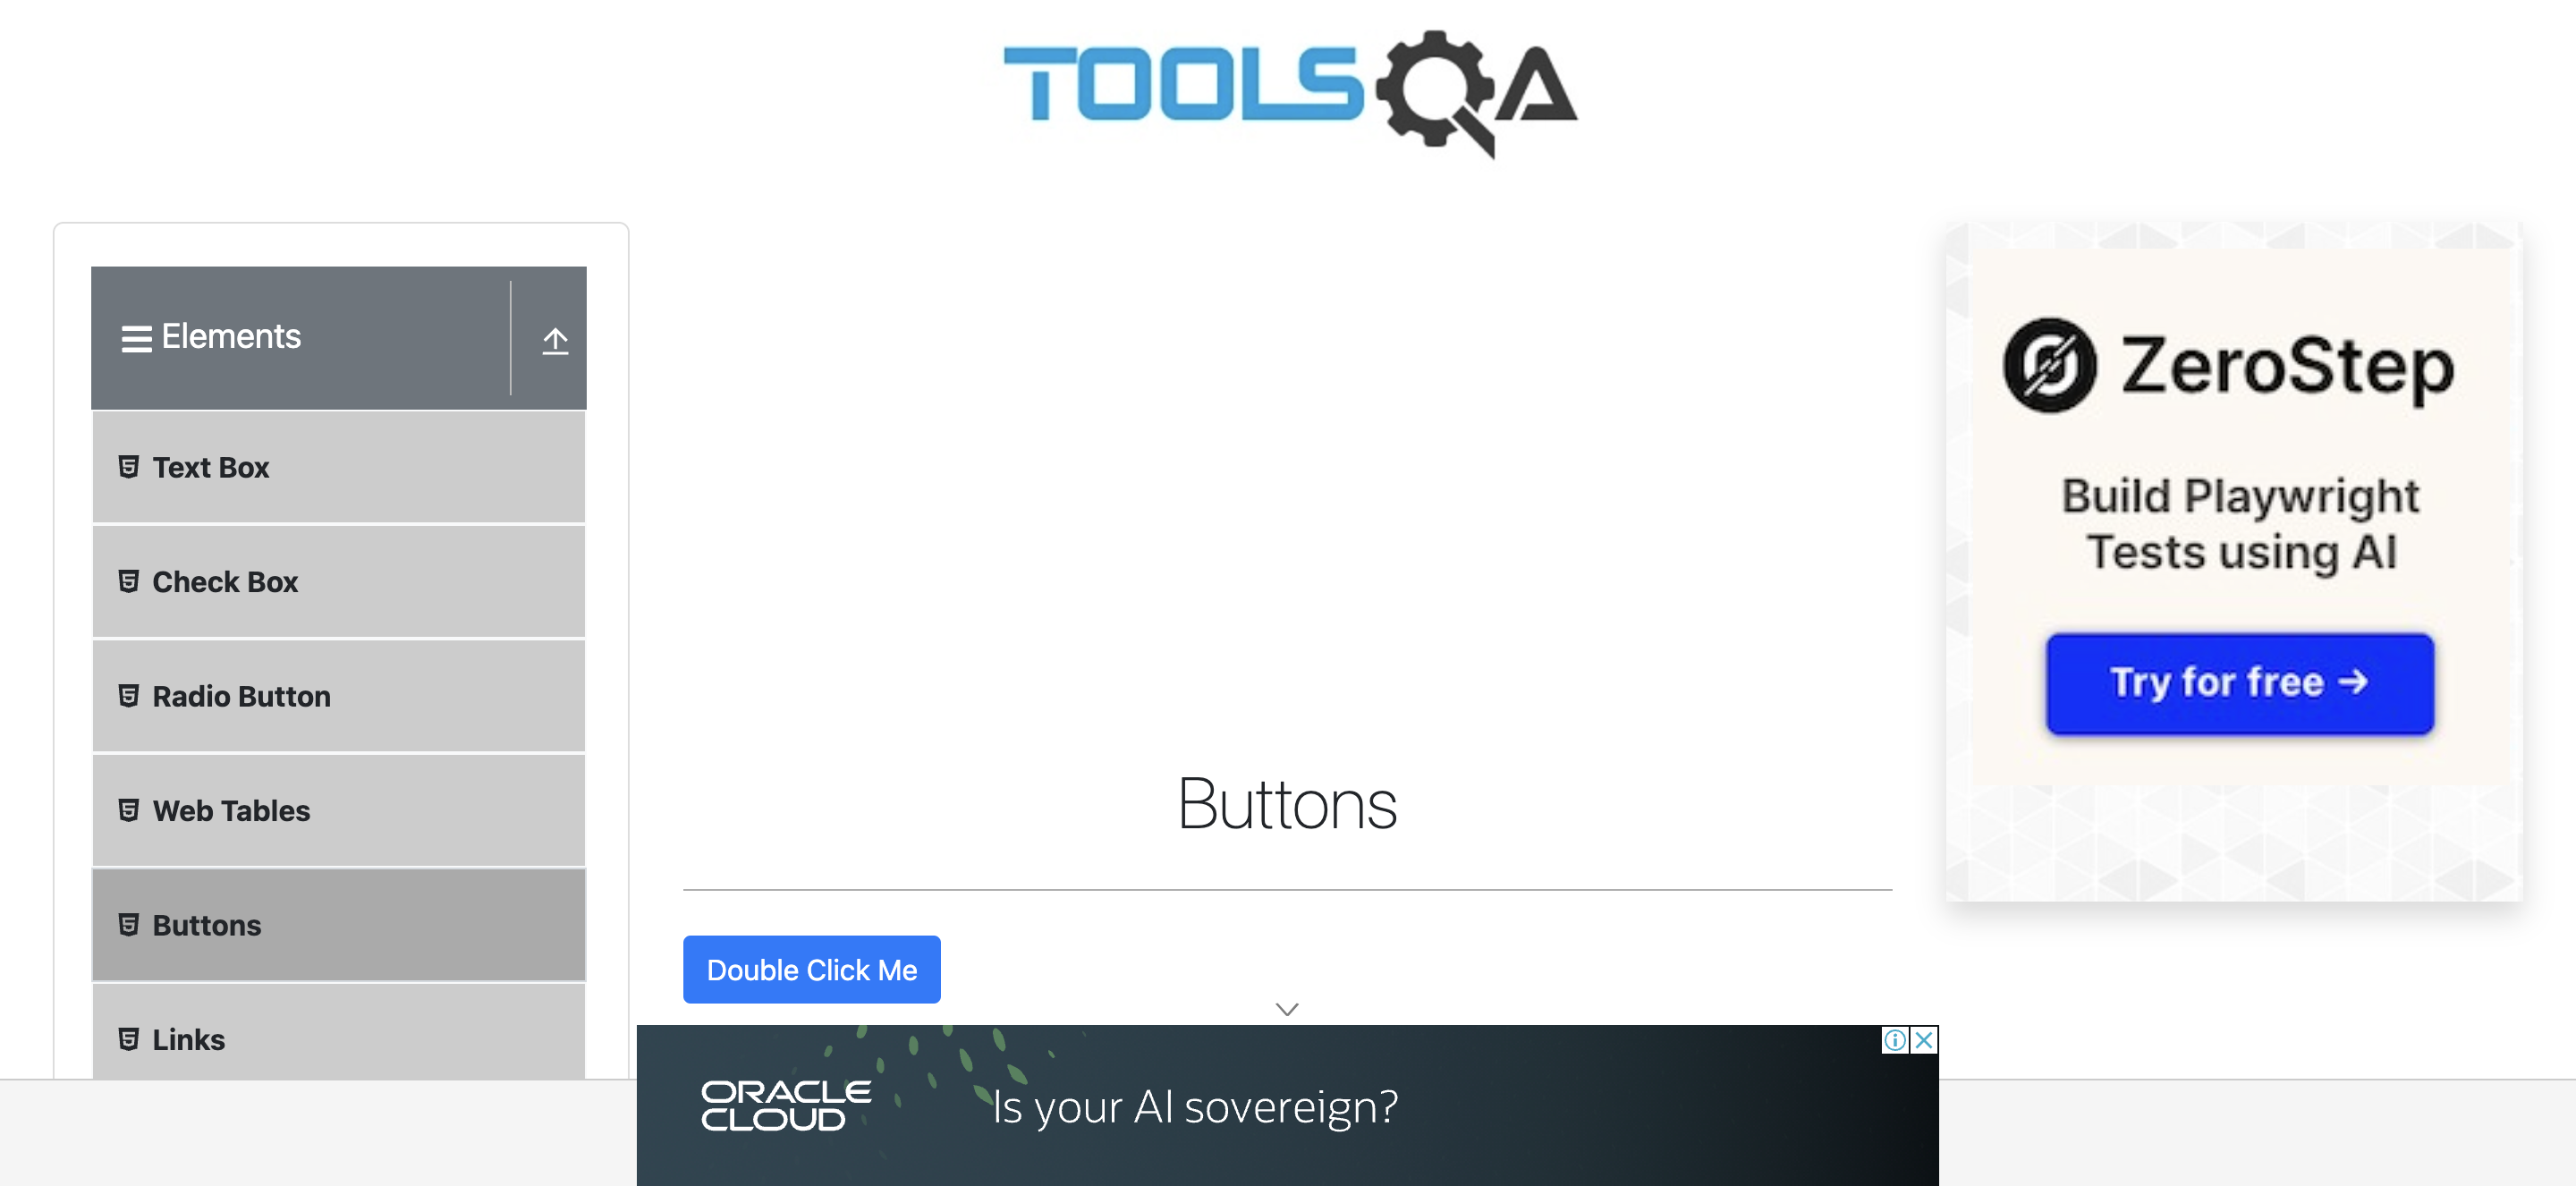 TOOLSQA
Elements
Text Box
Check Box
Radio Button
Web Tables
Buttons
Links
Buttons
Double Click Me
ZeroStep
Build Playwright
Tests using AI
Try for free →
ORACLE
CLOUD
Is your AI sovereign?